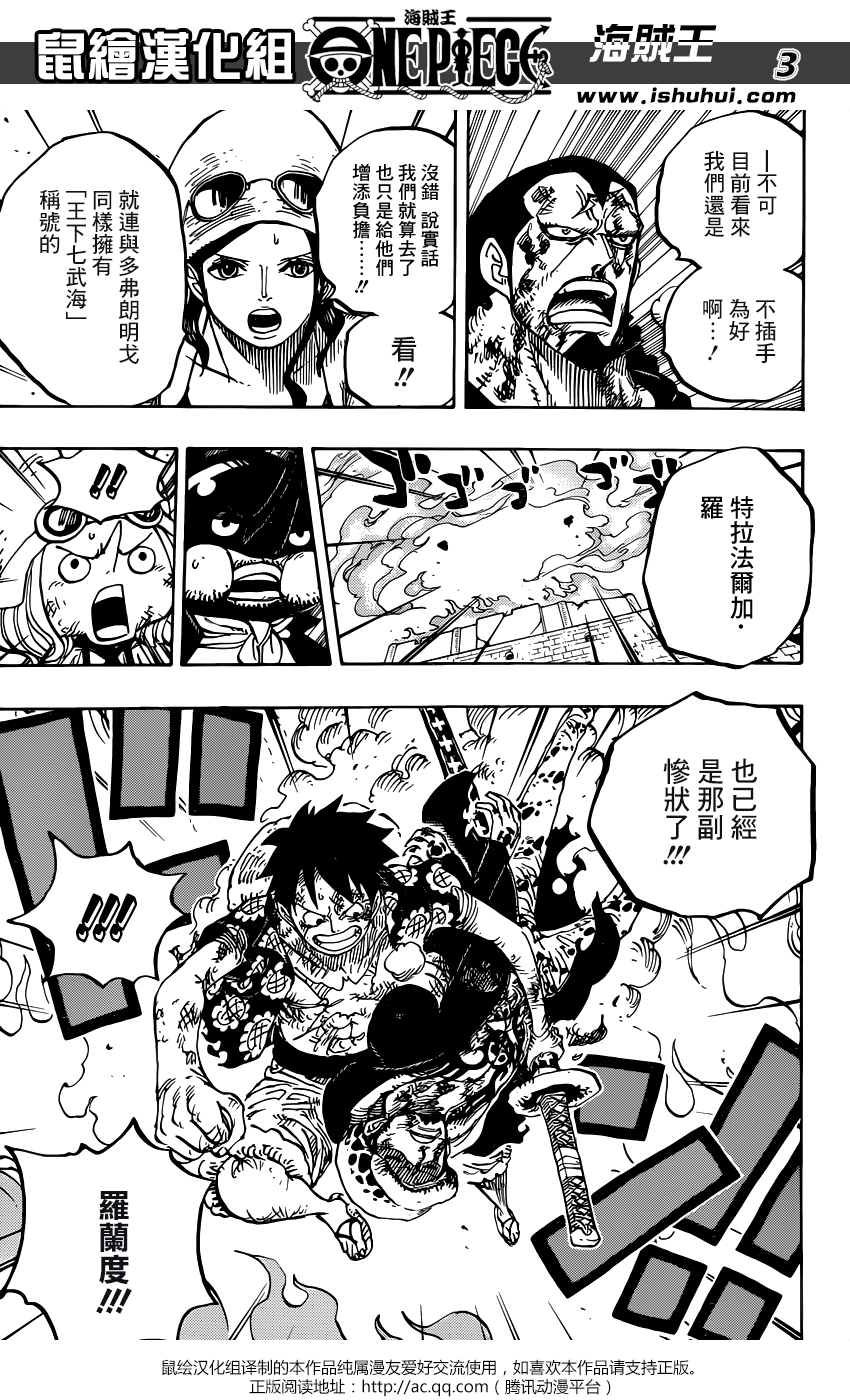 鼠繪漢化組
海賊王
ONE PIECE
海賊王
3
www.ishuhui.com
—不可
目前看來
我們還是
不插手
為好
啊…!
沒錯 說實話
我們就算去了
也只是給他們
增添負擔……!!
看!!
就連與多弗朗明戈
同樣擁有
「王下七武海」
稱號的
特拉法爾加·
羅
ゴゴゴゴ
!!
也已經
是那副
慘狀了!!!
!!!
羅蘭度!!!
鼠绘汉化组译制的本作品纯属漫友爱好交流使用，如喜欢本作品请支持正版。
正版阅读地址：http://ac.qq.com（腾讯动漫平台）